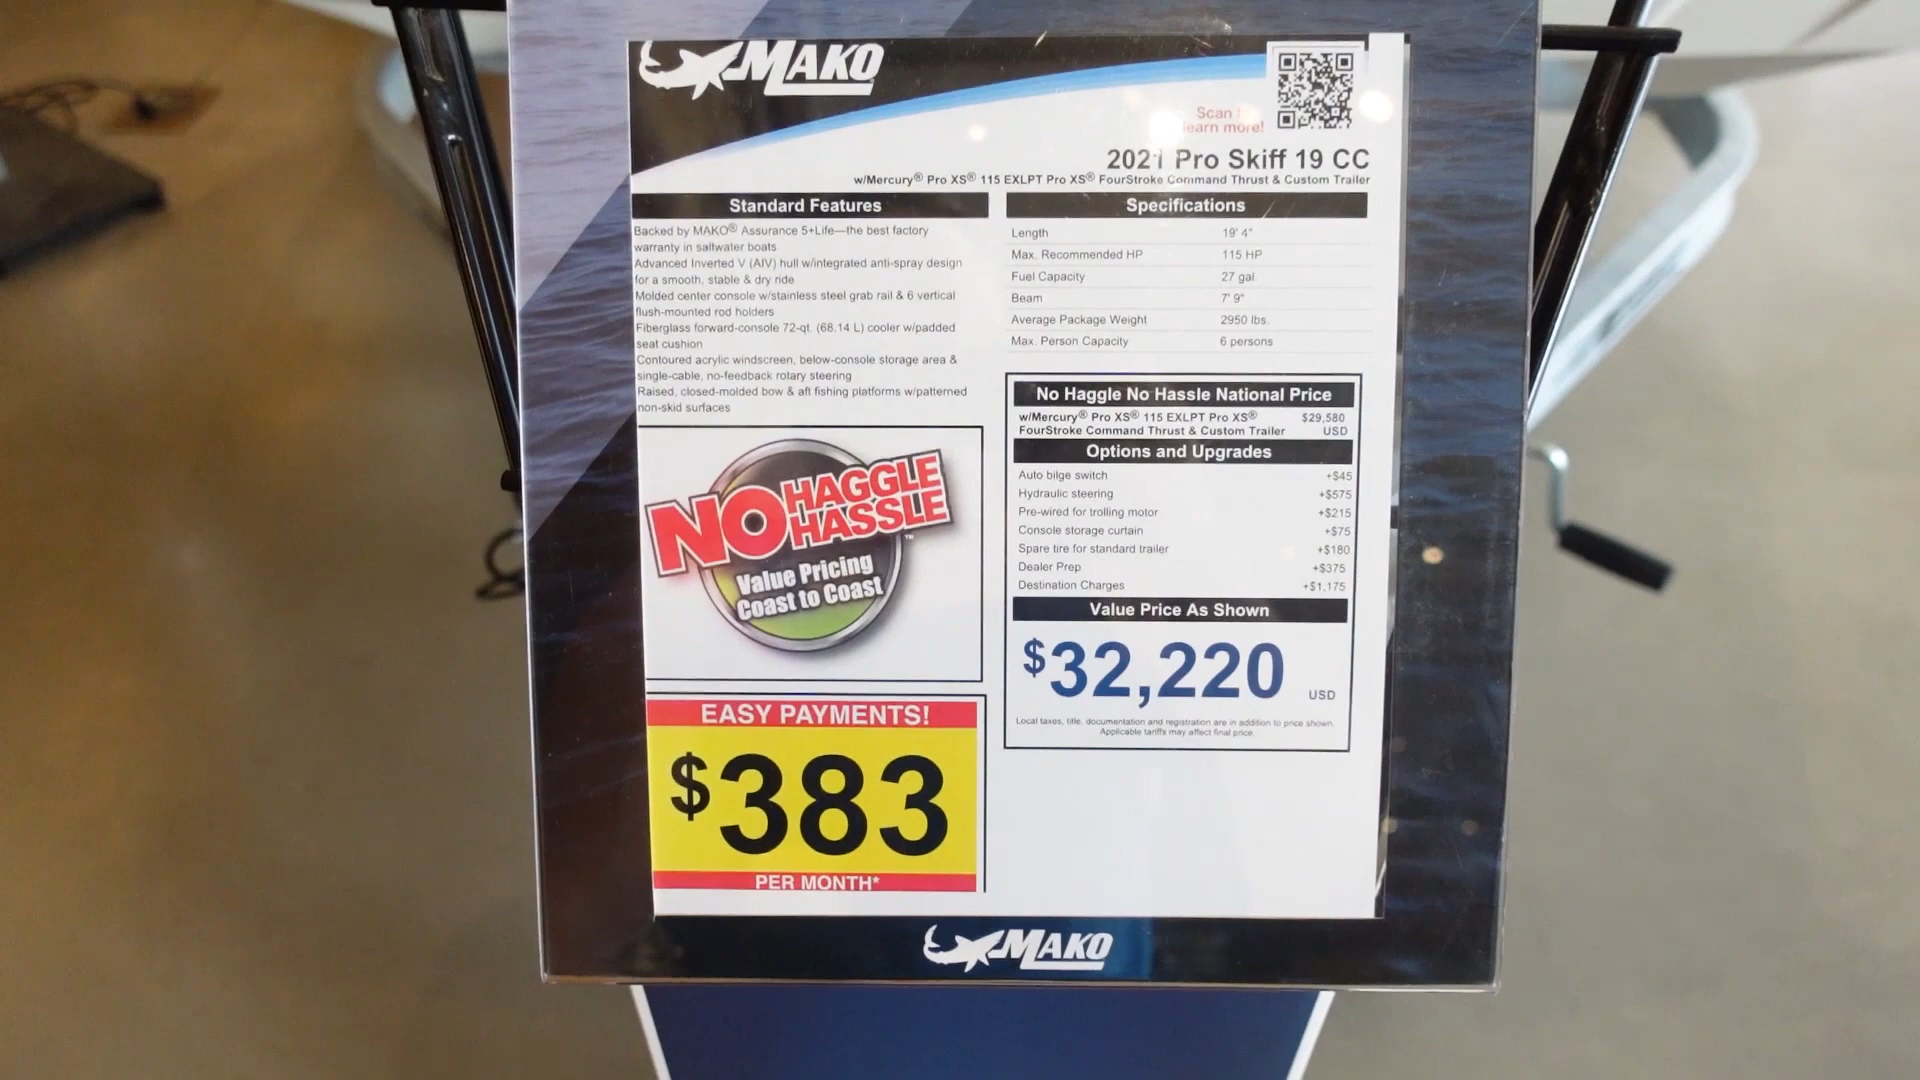 MAKO
Scan
learn more!
2021 Pro Skiff 19 CC
w/Mercury® Pro XS® 115 EXLPT Pro XS® FourStroke Command Thrust & Custom Trailer
Standard Features
Backed by MAKO® Assurance 5+Life—the best factory
warranty in saltwater boats
Advanced Inverted V (AIV) hull w/integrated anti-spray design
for a smooth, stable & dry ride
Molded center console w/stainless steel grab rail & 6 vertical
flush-mounted rod holders
Fiberglass forward-console 72-qt. (68.14 L) cooler w/padded
seat cushion
Contoured acrylic windscreen, below-console storage area &
single-cable, no-feedback rotary steering
Raised, closed-molded bow & aft fishing platforms w/patterned
non-skid surfaces
NO HAGGLE
HASSLE™
Value Pricing
Coast to Coast
EASY PAYMENTS!
$383
PER MONTH*
Specifications
Length 19' 4"
Max. Recommended HP 115 HP
Fuel Capacity 27 gal.
Beam 7' 9"
Average Package Weight 2950 lbs.
Max. Person Capacity 6 persons
No Haggle No Hassle National Price
w/Mercury® Pro XS® 115 EXLPT Pro XS® $29,580
FourStroke Command Thrust & Custom Trailer USD
Options and Upgrades
Auto bilge switch +$45
Hydraulic steering +$575
Pre-wired for trolling motor +$215
Console storage curtain +$75
Spare tire for standard trailer +$180
Dealer Prep +$375
Destination Charges +$1,175
Value Price As Shown
$32,220 USD
Local taxes, title, documentation and registration are in addition to price shown.
Applicable tariffs may affect final price.
MAKO